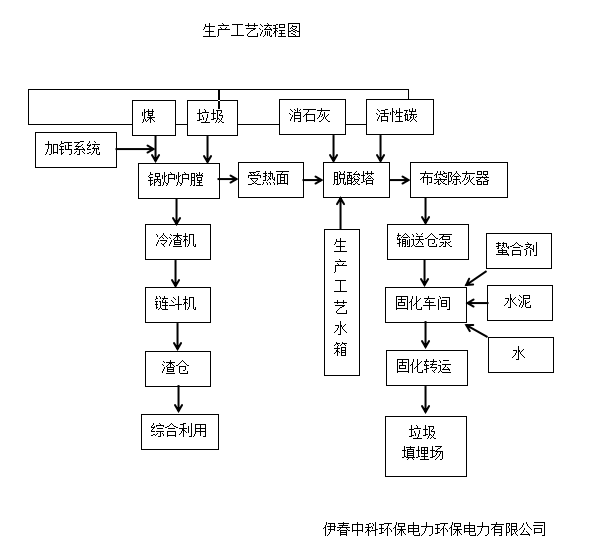 生产工艺流程图
煤
垃圾
消石灰
活性碳
加钙系统
锅炉炉膛
受热面
脱酸塔
布袋除灰器
冷渣机
生产工艺水箱
输送仓泵
蛰合剂
链斗机
固化车间
水泥
渣仓
固化转运
水
综合利用
垃圾
填埋场
伊春中科环保电力环保电力有限公司